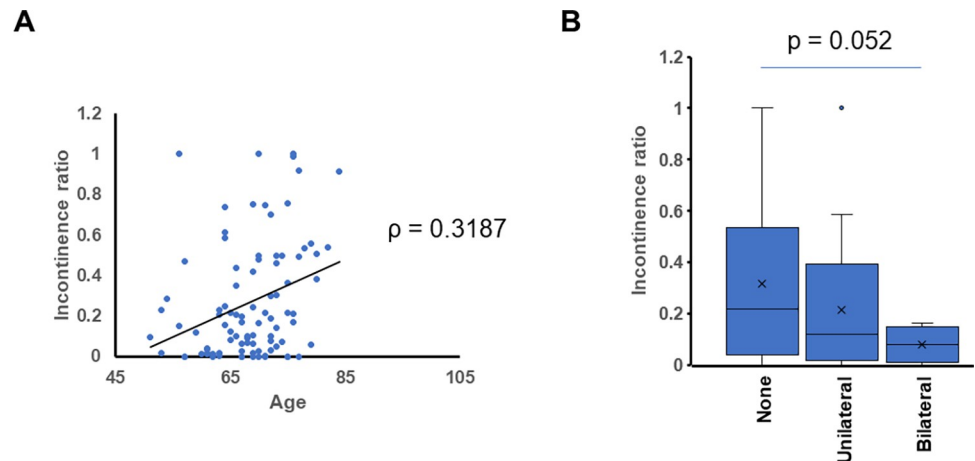 A
Incontinence ratio
1.2
1
0.8
0.6
0.4
0.2
0
45
65
85
105
Age
ρ = 0.3187
B
p = 0.052
Incontinence ratio
1.2
1
0.8
0.6
0.4
0.2
0
None
Unilateral
Bilateral